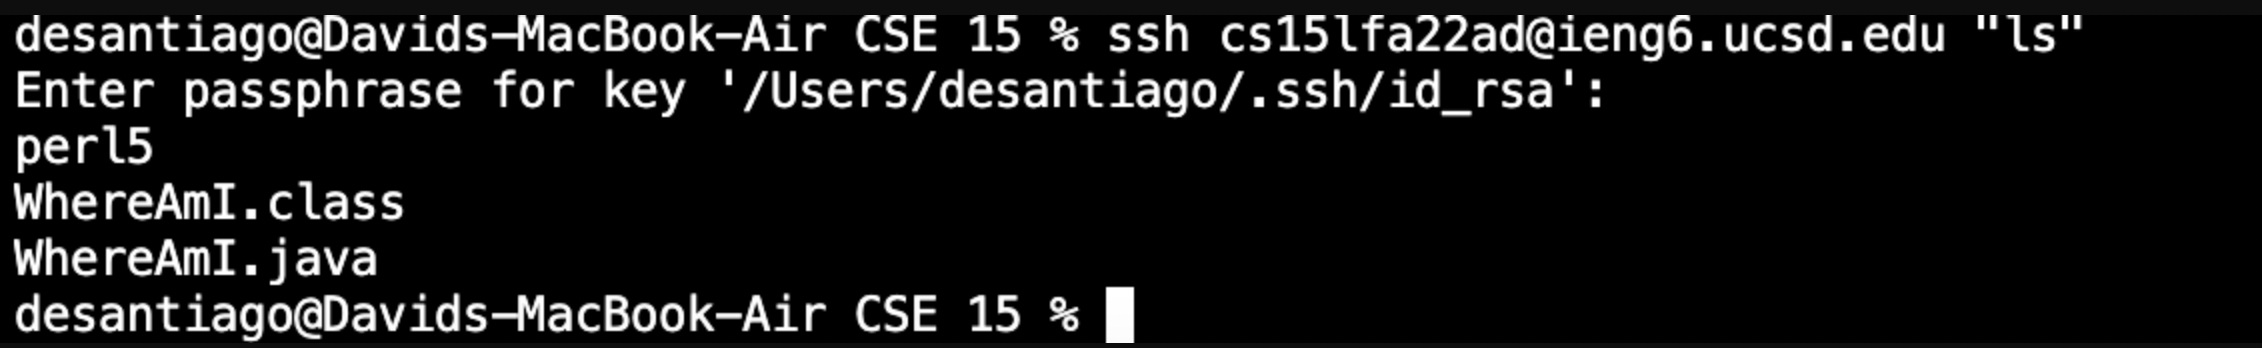 desantiago@Davids-MacBook-Air CSE 15 % ssh cs15lfa22ad@ieng6.ucsd.edu "ls"
Enter passphrase for key '/Users/desantiago/.ssh/id_rsa':
perl5
WhereAmI.class
WhereAmI.java
desantiago@Davids-MacBook-Air CSE 15 %